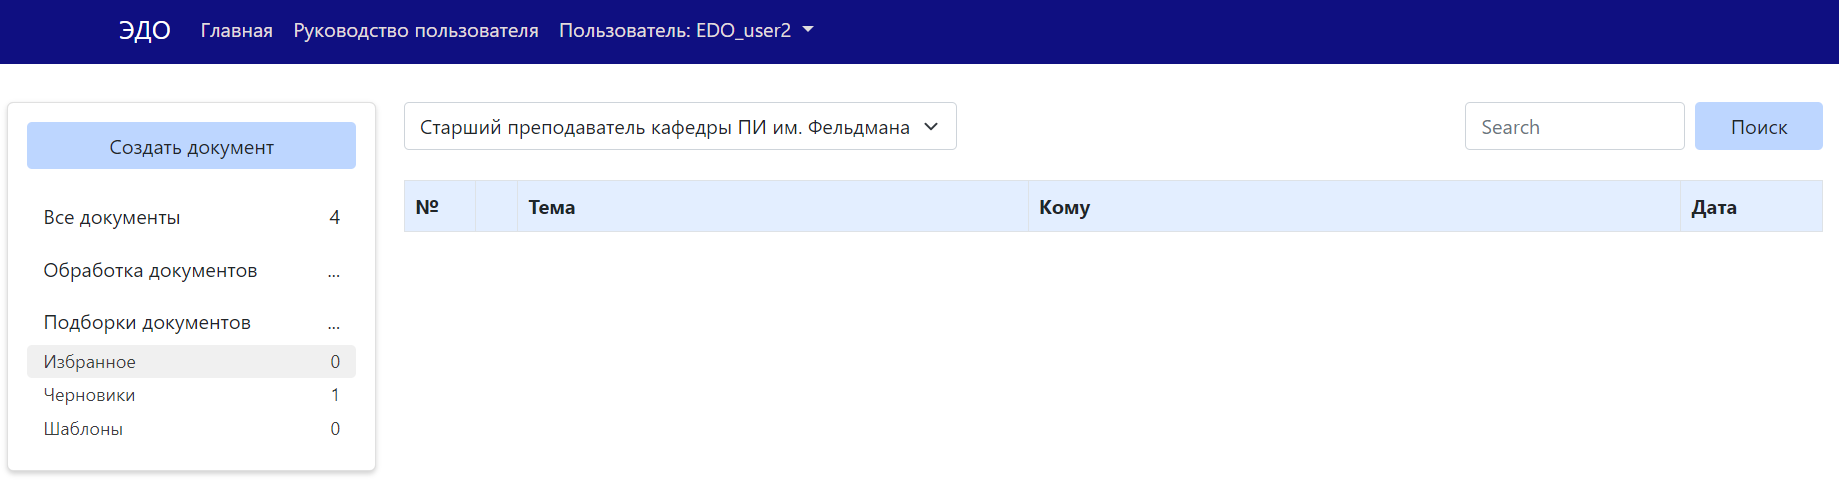 ЭДО Главная Руководство пользователя Пользователь: EDO_user2
Создать документ
Все документы 4
Обработка документов ...
Подборки документов ...
Избранное 0
Черновики 1
Шаблоны 0
Старший преподаватель кафедры ПИ им. Фельдмана
Search Поиск
№ Тема Кому Дата